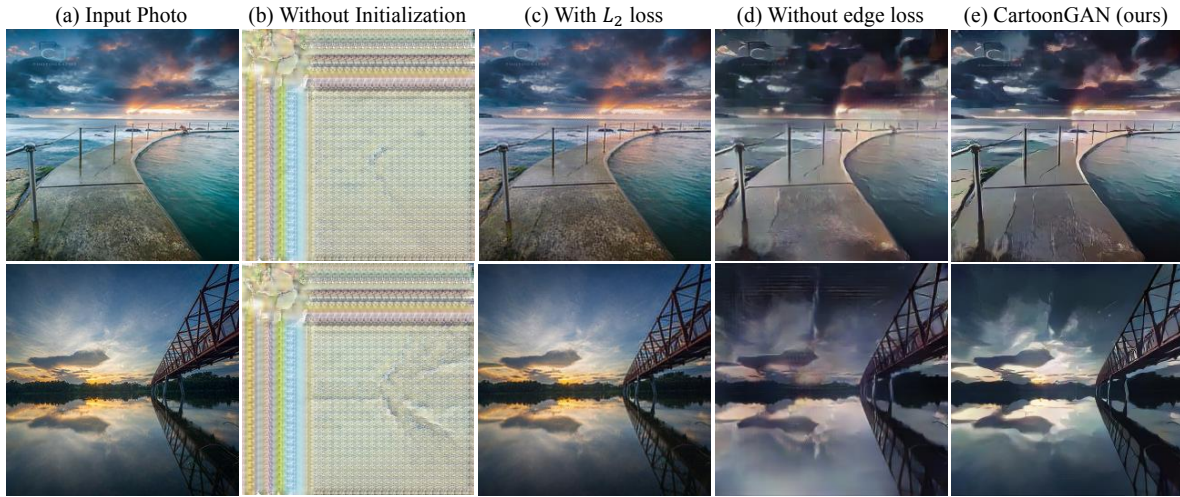 (a) Input Photo
(b) Without Initialization
(c) With L₂ loss
(d) Without edge loss
(e) CartoonGAN (ours)